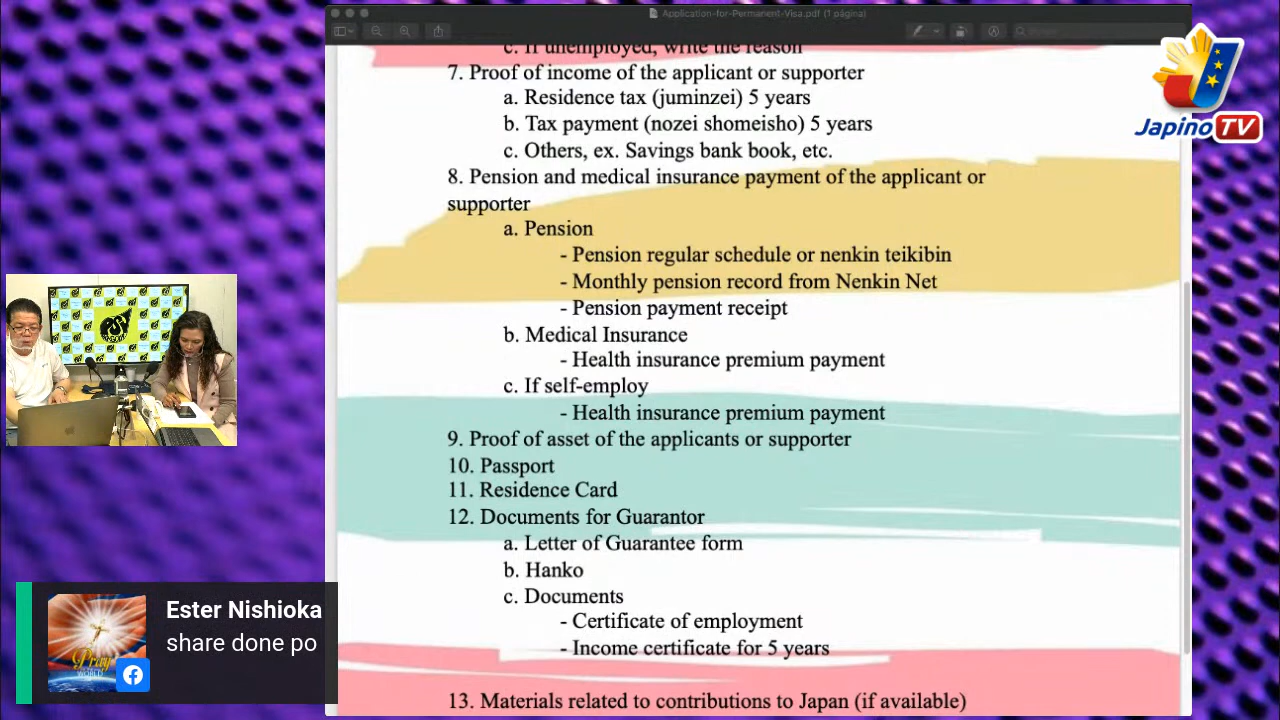 Application-for-Permanent-Visa.pdf (1 página)
c. If unemployed, write the reason
7. Proof of income of the applicant or supporter
a. Residence tax (juminzei) 5 years
b. Tax payment (nozei shomeisho) 5 years
c. Others, ex. Savings bank book, etc.
8. Pension and medical insurance payment of the applicant or
supporter
a. Pension
- Pension regular schedule or nenkin teikibin
- Monthly pension record from Nenkin Net
- Pension payment receipt
b. Medical Insurance
- Health insurance premium payment
c. If self-employ
- Health insurance premium payment
9. Proof of asset of the applicants or supporter
10. Passport
11. Residence Card
12. Documents for Guarantor
a. Letter of Guarantee form
b. Hanko
c. Documents
- Certificate of employment
- Income certificate for 5 years
13. Materials related to contributions to Japan (if available)
Japino TV
Ester Nishioka
share done po
Pray
WORLD